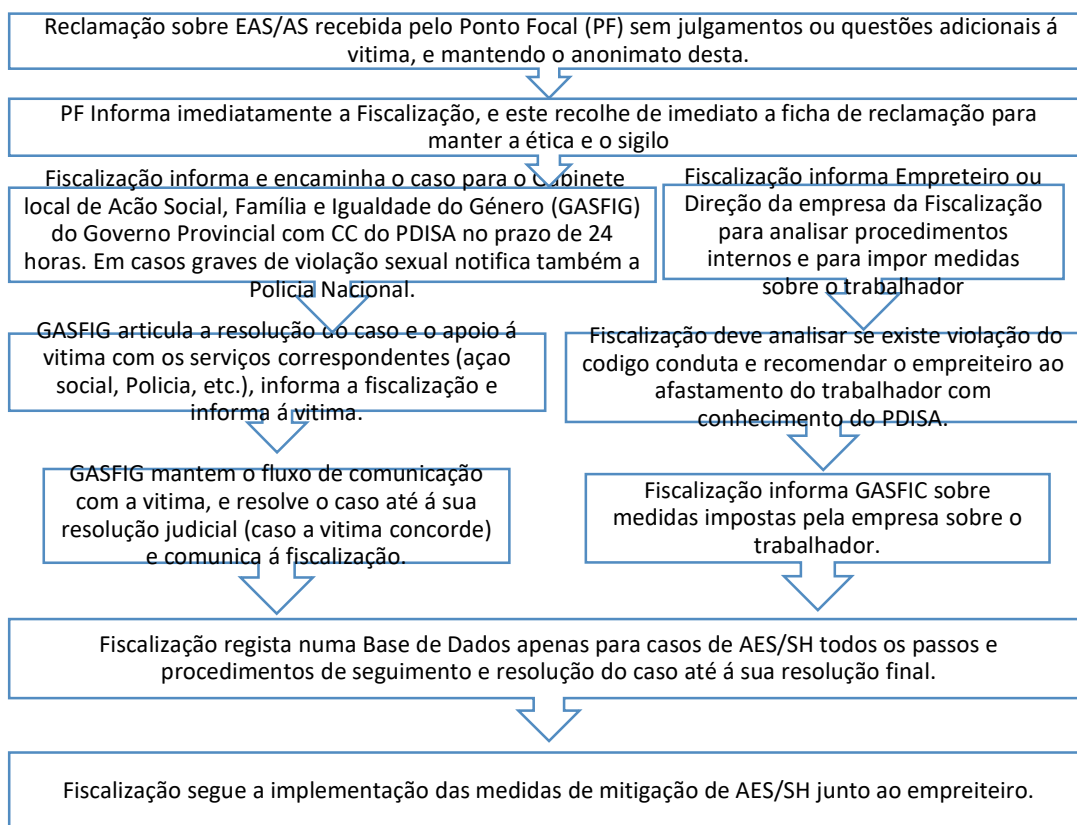 Reclamação sobre EAS/AS recebida pelo Ponto Focal (PF) sem julgamentos ou questões adicionais á
vitima, e mantendo o anonimato desta.
PF Informa imediatamente a Fiscalização, e este recolhe de imediato a ficha de reclamação para
manter a ética e o sigilo
Fiscalização informa e encaminha o caso para o Gabinete
local de Acão Social, Família e Igualdade do Género (GASFIG)
do Governo Provincial com CC do PDISA no prazo de 24
horas. Em casos graves de violação sexual notifica também a
Policia Nacional.
Fiscalização informa Empreteiro ou
Direção da empresa da Fiscalização
para analisar procedimentos
internos e para impor medidas
sobre o trabalhador
GASFIG articula a resolução do caso e o apoio á
vitima com os serviços correspondentes (açao
social, Policia, etc.), informa a fiscalização e
informa á vitima.
Fiscalização deve analisar se existe violação do
codigo conduta e recomendar o empreiteiro ao
afastamento do trabalhador com
conhecimento do PDISA.
GASFIG mantem o fluxo de comunicação
com a vitima, e resolve o caso até á sua
resolução judicial (caso a vitima concorde)
e comunica á fiscalização.
Fiscalização informa GASFIC sobre
medidas impostas pela empresa sobre o
trabalhador.
Fiscalização regista numa Base de Dados apenas para casos de AES/SH todos os passos e
procedimentos de seguimento e resolução do caso até á sua resolução final.
Fiscalização segue a implementação das medidas de mitigação de AES/SH junto ao empreiteiro.